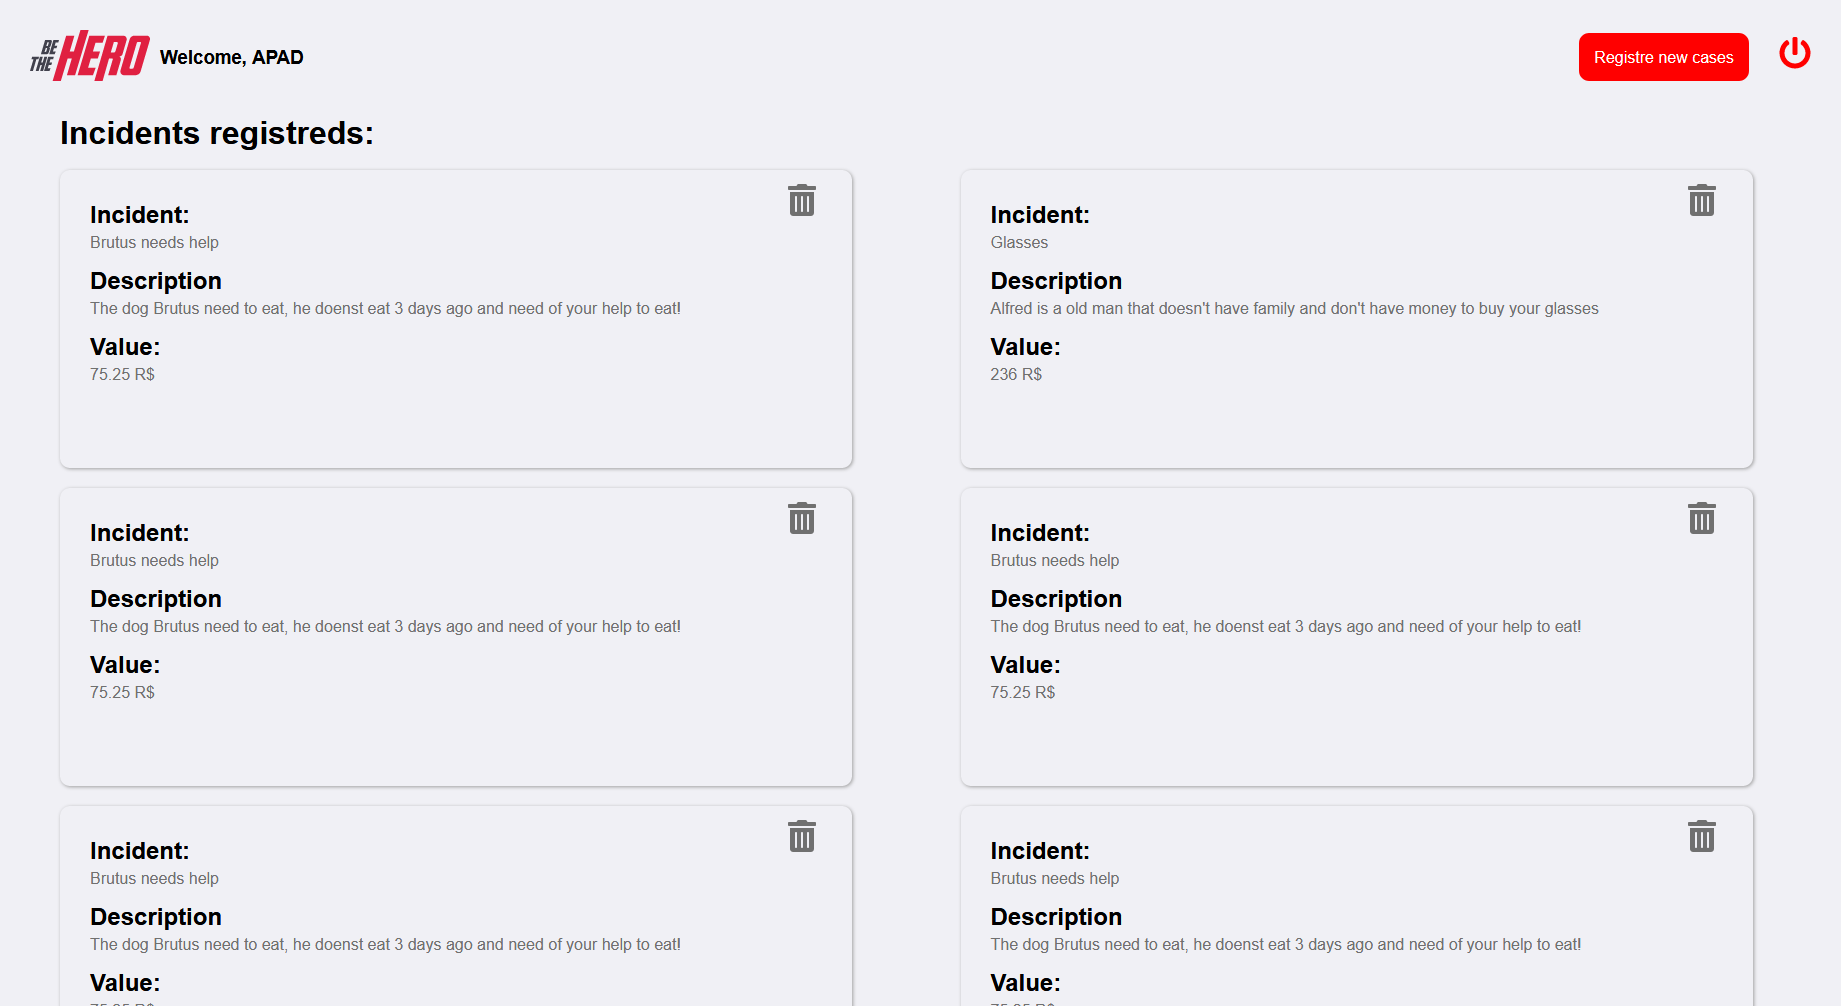 BE THE HERO
Welcome, APAD
Registre new cases
Incidents registreds:
Incident:
Brutus needs help
Description
The dog Brutus need to eat, he doenst eat 3 days ago and need of your help to eat!
Value:
75.25 R$
Incident:
Glasses
Description
Alfred is a old man that doesn't have family and don't have money to buy your glasses
Value:
236 R$
Incident:
Brutus needs help
Description
The dog Brutus need to eat, he doenst eat 3 days ago and need of your help to eat!
Value:
75.25 R$
Incident:
Brutus needs help
Description
The dog Brutus need to eat, he doenst eat 3 days ago and need of your help to eat!
Value:
75.25 R$
Incident:
Brutus needs help
Description
The dog Brutus need to eat, he doenst eat 3 days ago and need of your help to eat!
Value:
Incident:
Brutus needs help
Description
The dog Brutus need to eat, he doenst eat 3 days ago and need of your help to eat!
Value: